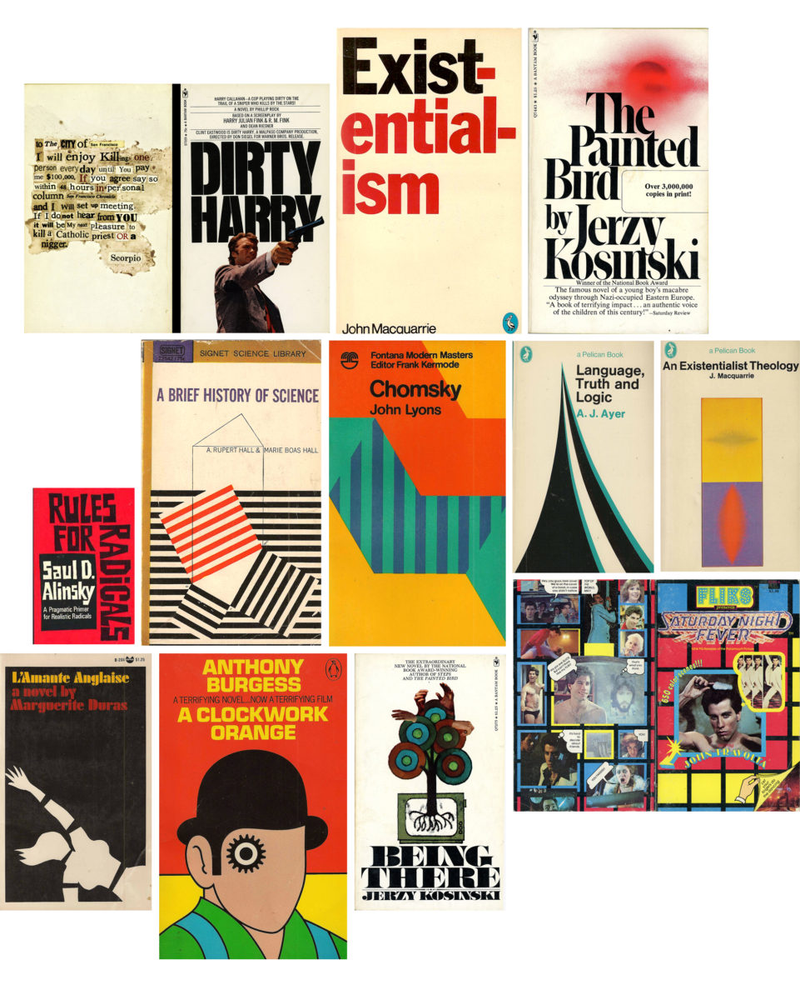 to The CITY of San Francisco
I will enjoy Killing one
person every day until You pay
me $100,000. If you agree say so
within 48 hours in personal
column San Francisco Chronicle
and I will set up meeting.
If I do not hear from YOU
it will be My next pleasure to
kill a Catholic priest OR a
nigger.
Scorpio
HARRY CALLAHAN—A COP PLAYING DIRTY ON THE
TRAIL OF A SNIPER WHO KILLS BY THE STARS!
A NOVEL BY PHILLIP ROCK
BASED ON A SCREENPLAY BY
HARRY JULIAN FINK & R. M. FINK
AND DEAN RIESNER
CLINT EASTWOOD IS DIRTY HARRY, A MALPASO COMPANY PRODUCTION,
DIRECTED BY DON SIEGEL FOR WARNER BROS. RELEASE.
DIRTY
HARRY
Exist-
ential-
ism
John Macquarrie
A BANTAM BOOK
The
Painted
Bird
Over 3,000,000
copies in print!
by Jerzy
Kosinski
Winner of the National Book Award
The famous novel of a young boy's macabre
odyssey through Nazi-occupied Eastern Europe.
"A book of terrifying impact . . . an authentic voice
of the children of this century!" —Saturday Review
RULES
FOR
RADiCALS
Saul D.
Alinsky
A Pragmatic Primer
for Realistic Radicals
SIGNET
SIGNET SCIENCE LIBRARY
A BRIEF HISTORY OF SCIENCE
A. RUPERT HALL & MARIE BOAS HALL
Fontana Modern Masters
Editor Frank Kermode
Chomsky
John Lyons
a Pelican Book
Language,
Truth and
Logic
A. J. Ayer
a Pelican Book
An Existentialist Theology
J. Macquarrie
$1.25
L'Amante Anglaise
a novel by
Marguerite Duras
ANTHONY
BURGESS
A TERRIFYING NOVEL...NOW A TERRIFYING FILM
A CLOCKWORK
ORANGE
THE EXTRAORDINARY
NEW NOVEL BY THE NATIONAL
BOOK AWARD-WINNING
AUTHOR OF STEPS
AND THE PAINTED BIRD
A BANTAM BOOK
BEING
THERE
JERZY KOSINSKI
FLIKS
SATURDAY NIGHT
FEVER
650 color scenes!!!
JOHN TRAVOLTA